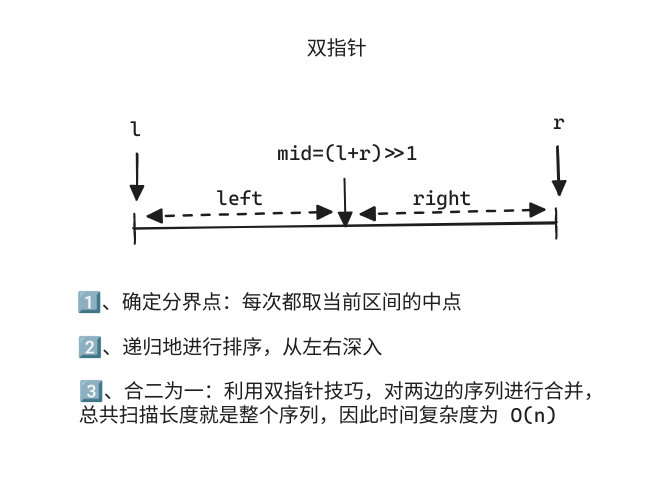 双指针
l
r
mid=(l+r)>>1
left
right
1️⃣、确定分界点：每次都取当前区间的中点
2️⃣、递归地进行排序，从左右深入
3️⃣、合二为一：利用双指针技巧，对两边的序列进行合并，
总共扫描长度就是整个序列，因此时间复杂度为 O(n)